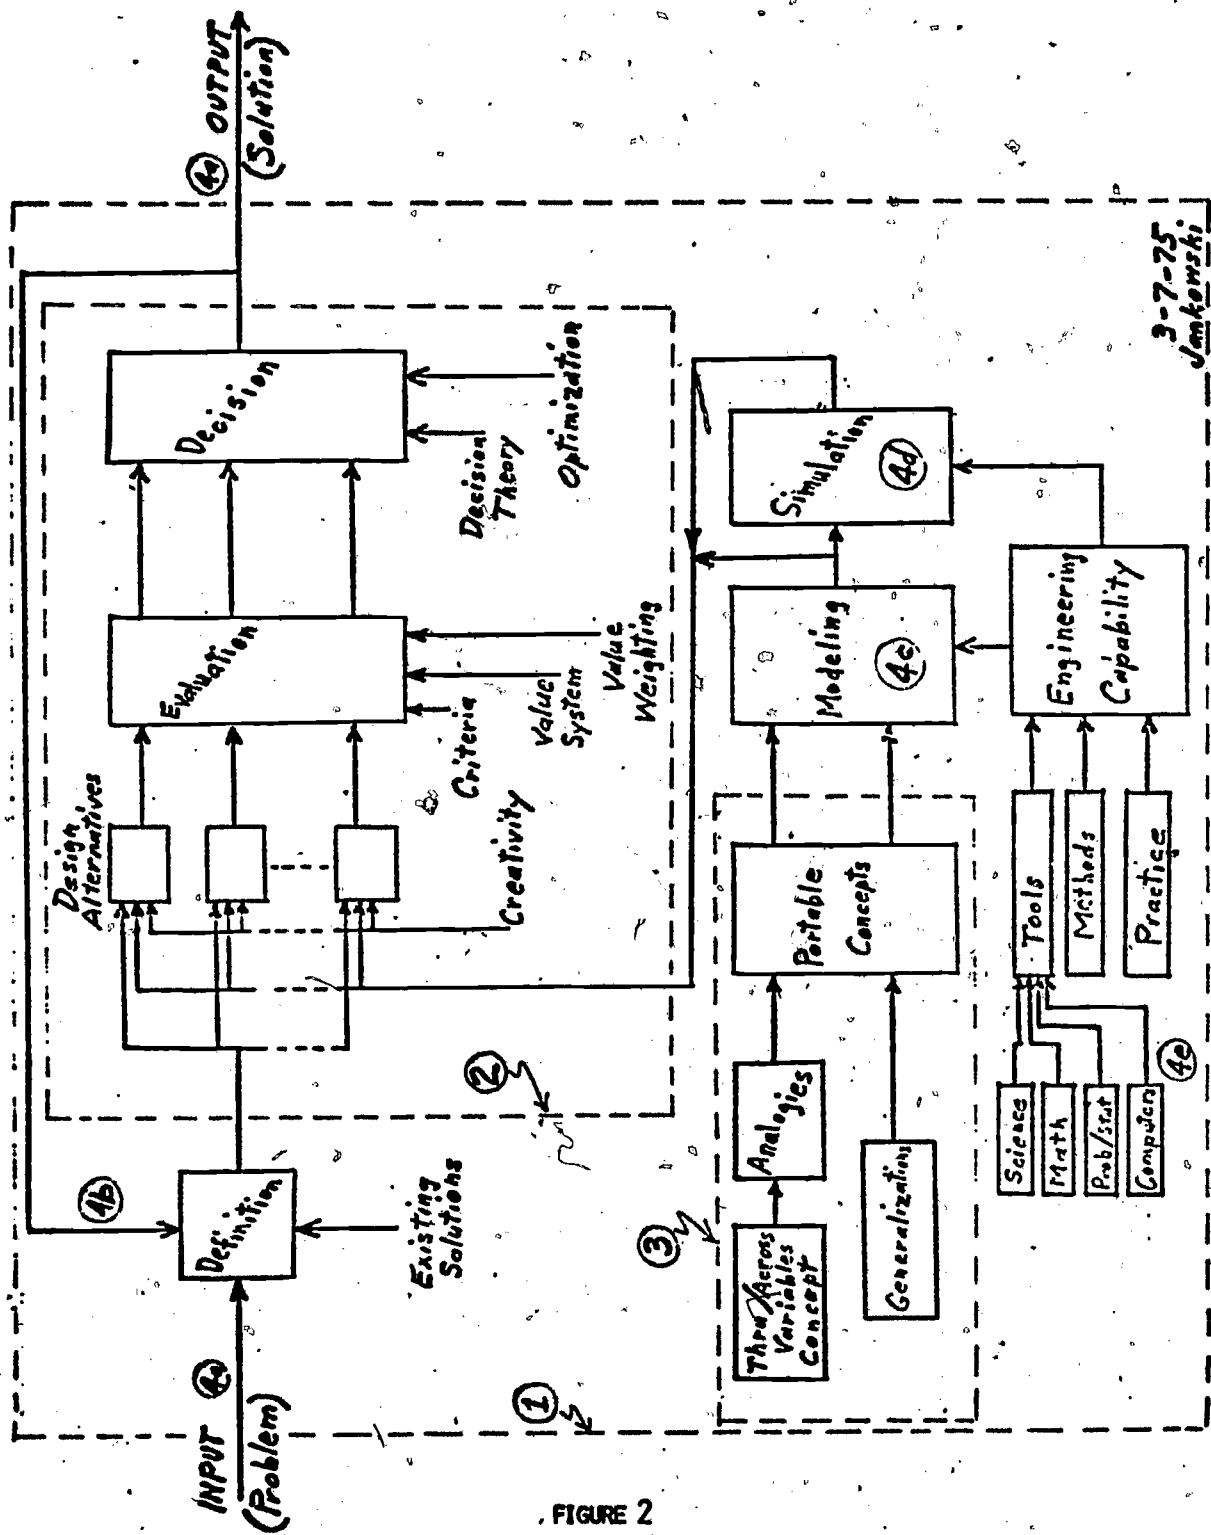 INPUT 4a
(Problem)
4b
Definition
Existing
Solutions
1
2
Design
Alternatives
Creativity
Evaluation
Criteria
Value
System
Value
Weighting
Decision
Decision
Theory
Optimization
4a OUTPUT
(Solution)
3
Thru/Across
Variables
Concept
Analogies
Generalizations
Portable
Concepts
Modeling
4c
Simulation
4d
Science
Math
Prob/Stat
Computers
4e
Tools
Methods
Practice
Engineering
Capability
3-7-75
Jankowski
FIGURE 2